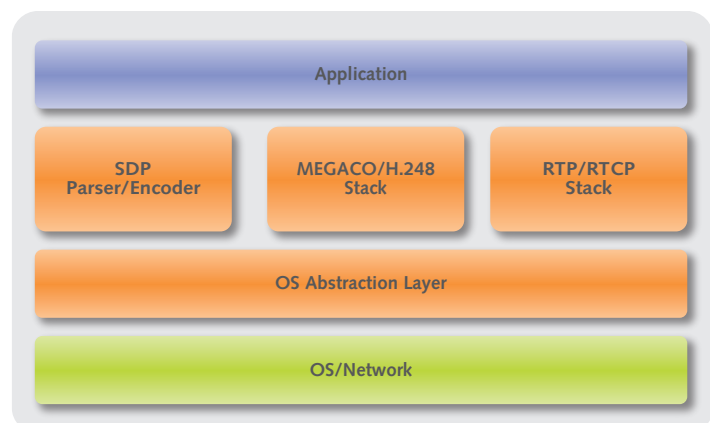 Application
SDP
Parser/Encoder
MEGACO/H.248
Stack
RTP/RTCP
Stack
OS Abstraction Layer
OS/Network